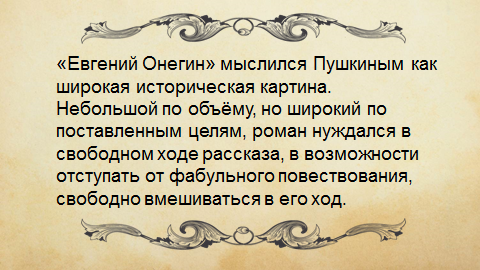 «Евгений Онегин» мыслился Пушкиным как
широкая историческая картина.
Небольшой по объёму, но широкий по
поставленным целям, роман нуждался в
свободном ходе рассказа, в возможности
отступать от фабульного повествования,
свободно вмешиваться в его ход.